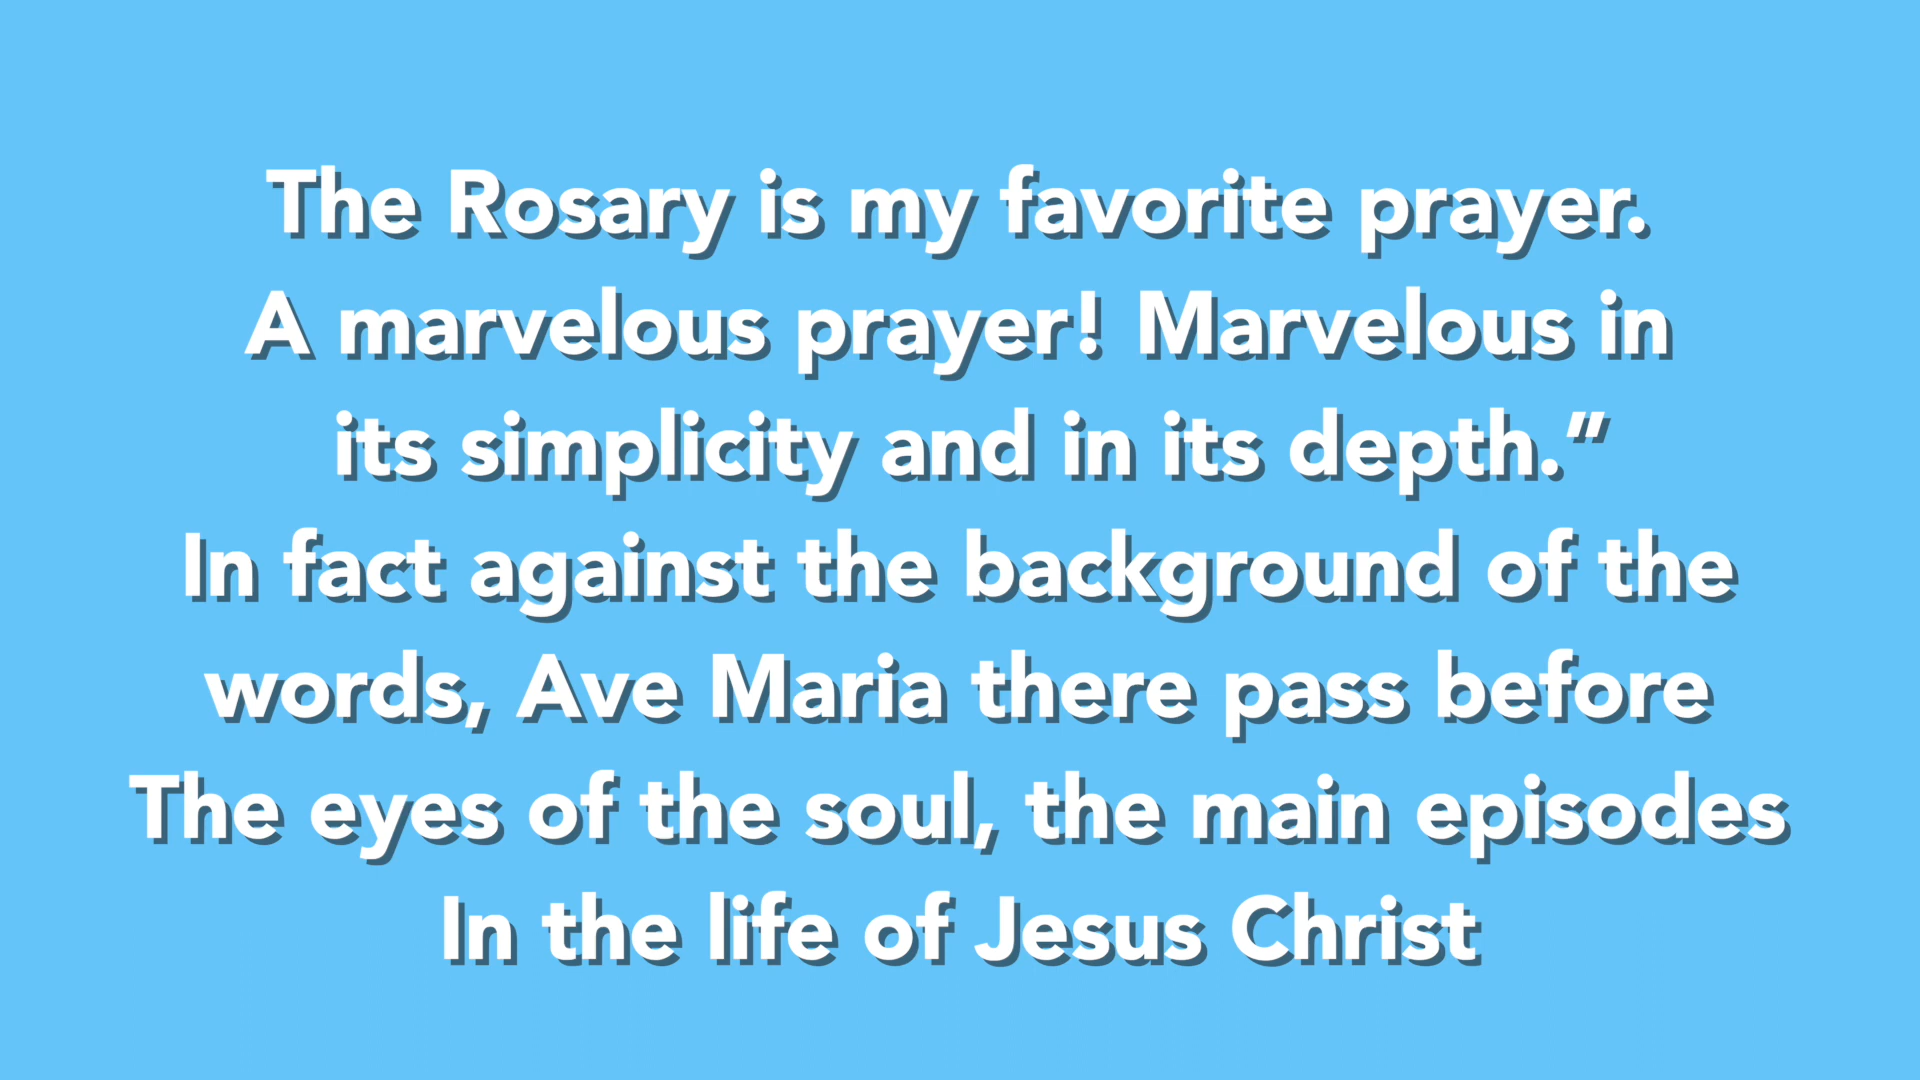 The Rosary is my favorite prayer.
A marvelous prayer! Marvelous in
its simplicity and in its depth.”
In fact against the background of the
words, Ave Maria there pass before
The eyes of the soul, the main episodes
In the life of Jesus Christ